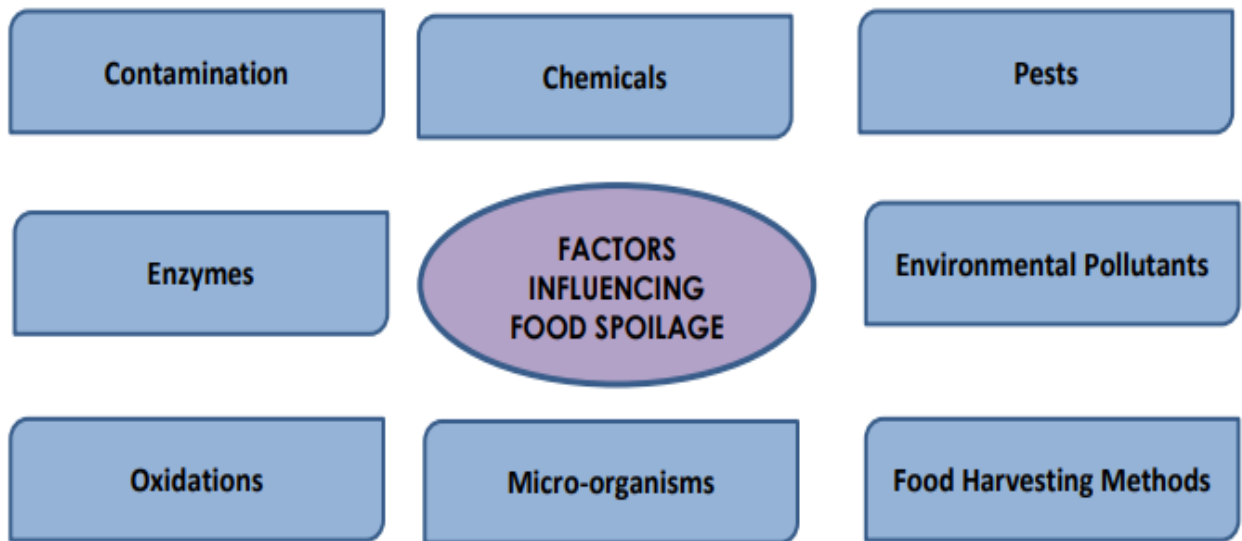 Contamination
Chemicals
Pests
Enzymes
FACTORS
INFLUENCING
FOOD SPOILAGE
Environmental Pollutants
Oxidations
Micro-organisms
Food Harvesting Methods